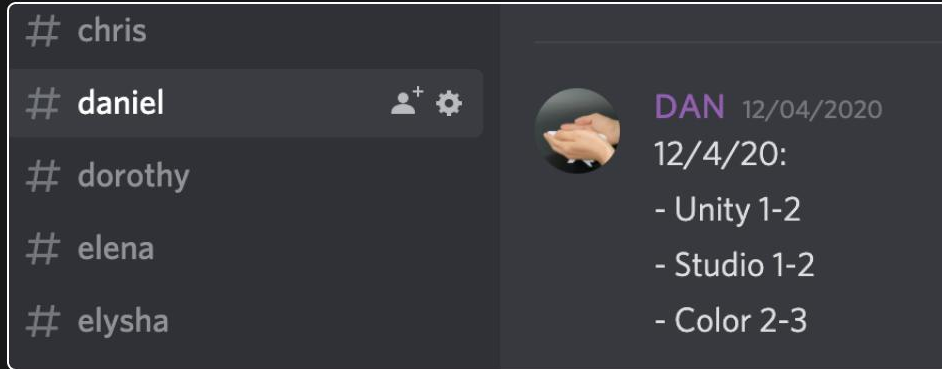 # chris
# daniel
# dorothy
# elena
# elysha
DAN 12/04/2020
12/4/20:
- Unity 1-2
- Studio 1-2
- Color 2-3